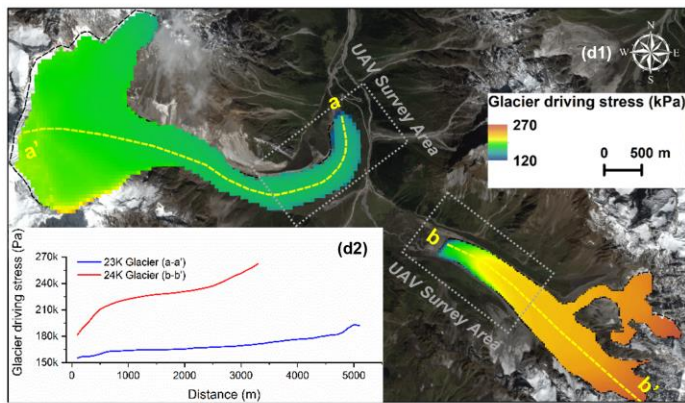 (d1)
N
W E
S
Glacier driving stress (kPa)
270
120
0 500 m
UAV Survey Area
a
a'
b
UAV Survey Area
b'
(d2)
Glacier driving stress (Pa)
270k
240k
210k
180k
150k
23K Glacier (a-a')
24K Glacier (b-b')
0 1000 2000 3000 4000 5000
Distance (m)